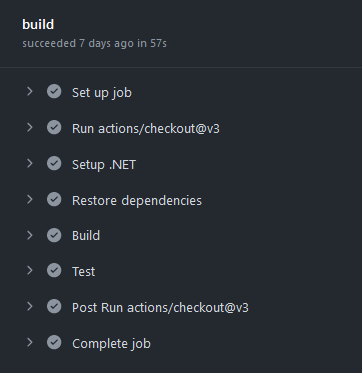 build
succeeded 7 days ago in 57s
Set up job
Run actions/checkout@v3
Setup .NET
Restore dependencies
Build
Test
Post Run actions/checkout@v3
Complete job